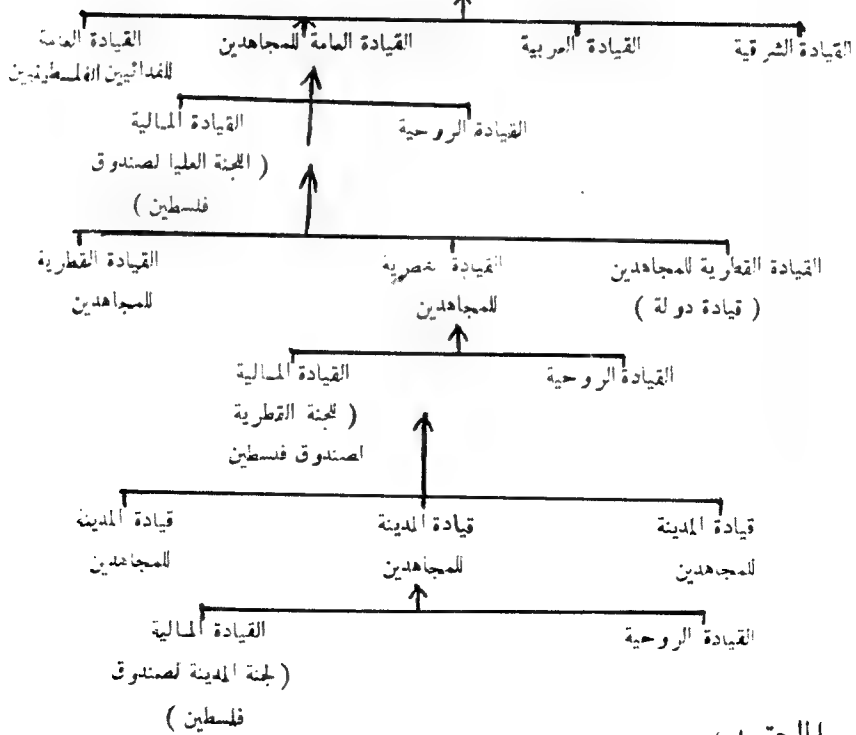 القيادة الشرقية القيادة العربية القيادة العامة للمجاهدين القيادة العامة
للفدائيين الفلسطينيين
القيادة الروحية القيادة المالية
( اللجنة العليا لصندوق
فلسطين )
القيادة القطرية للمجاهدين القيادة القطرية القيادة القطرية
( قيادة دولة ) للمجاهدين للمجاهدين
القيادة الروحية القيادة المالية
( للجنة القطرية
لصندوق فلسطين
قيادة المدينة قيادة المدينة قيادة المدينة
للمجاهدين للمجاهدين للمجاهدين
القيادة الروحية القيادة المالية
( لجنة المدينة لصندوق
فلسطين )